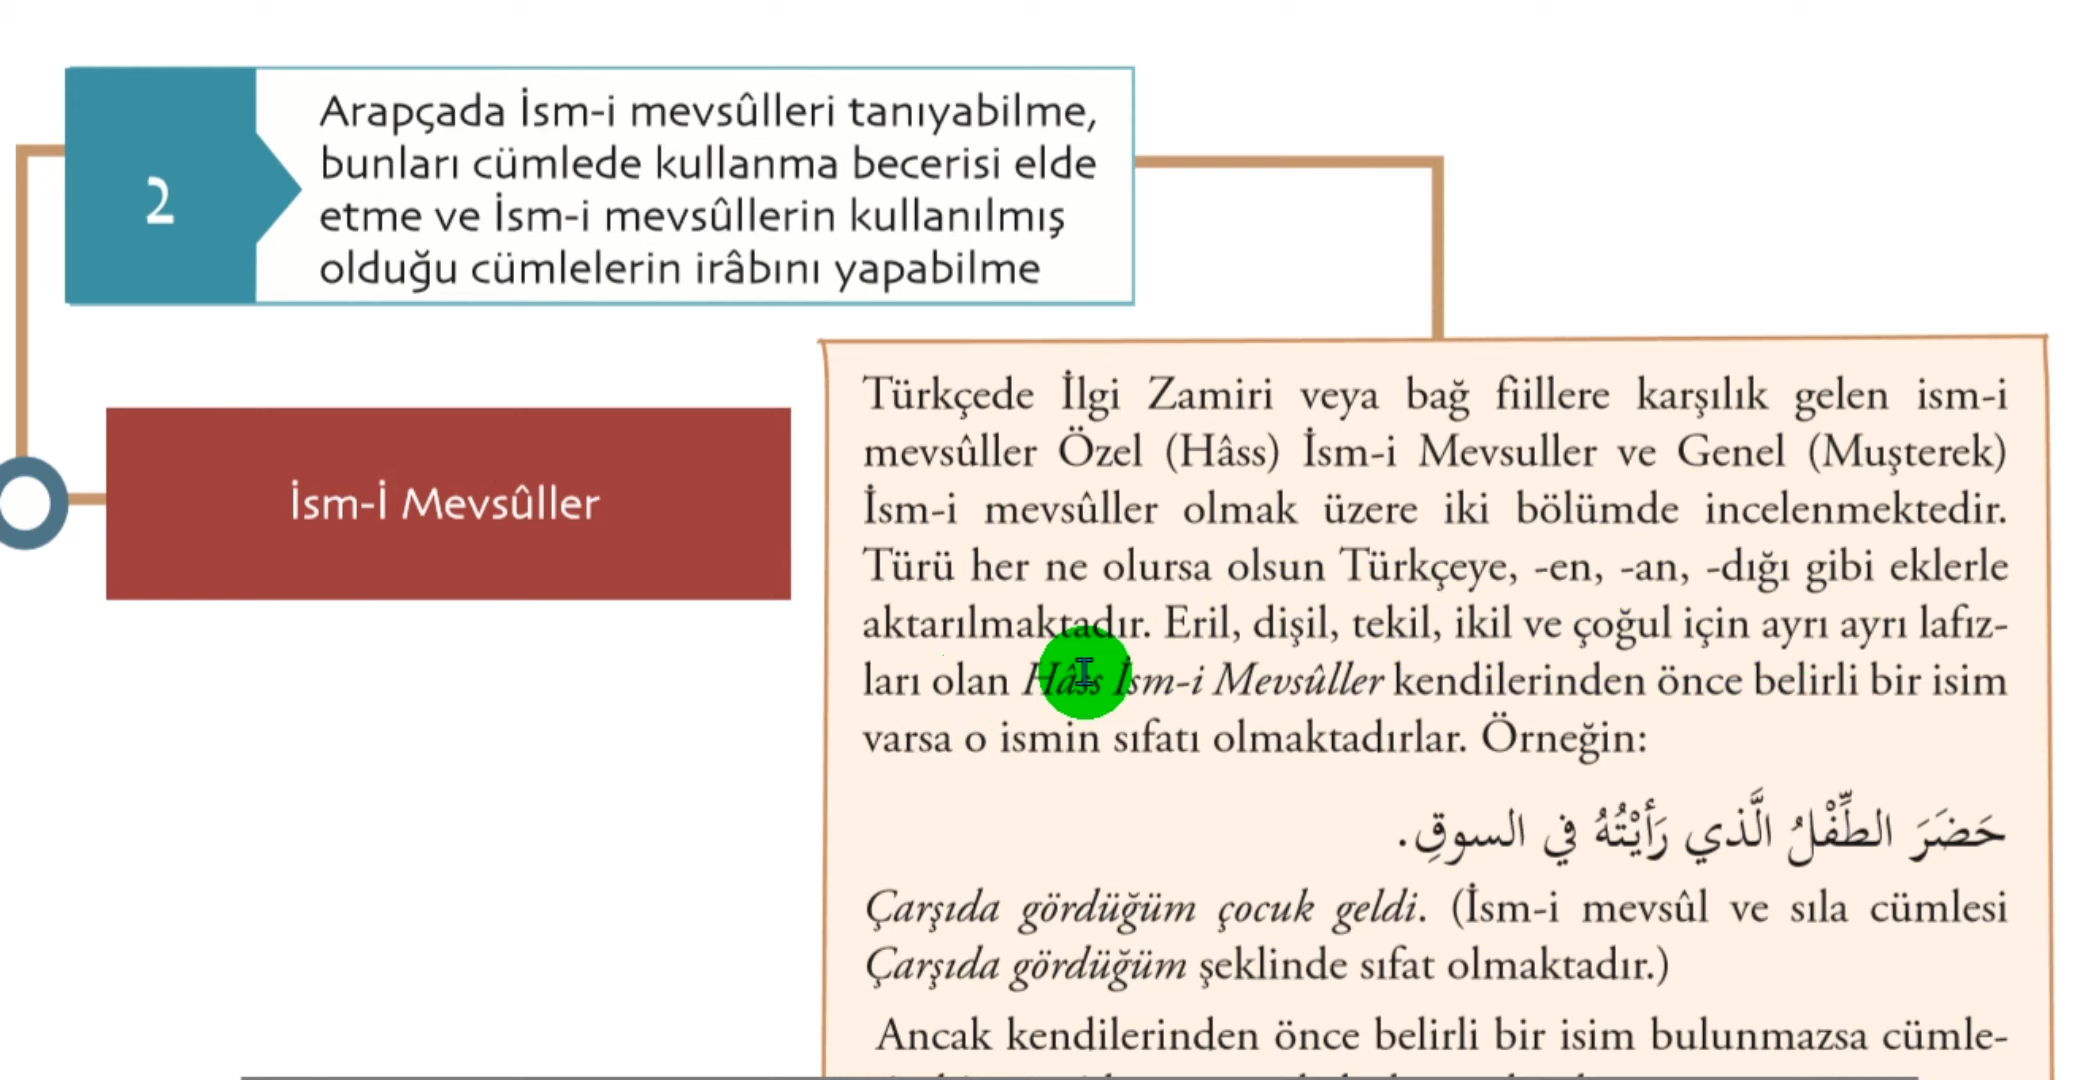 2
Arapçada İsm-i mevsûlleri tanıyabilme,
bunları cümlede kullanma becerisi elde
etme ve İsm-i mevsûllerin kullanılmış
olduğu cümlelerin irâbını yapabilme
İsm-İ Mevsûller
Türkçede İlgi Zamiri veya bağ fiillere karşılık gelen ism-i
mevsûller Özel (Hâss) İsm-i Mevsuller ve Genel (Muşterek)
İsm-i mevsûller olmak üzere iki bölümde incelenmektedir.
Türü her ne olursa olsun Türkçeye, -en, -an, -dığı gibi eklerle
aktarılmaktadır. Eril, dişil, tekil, ikil ve çoğul için ayrı ayrı lafız-
ları olan Hâss İsm-i Mevsûller kendilerinden önce belirli bir isim
varsa o ismin sıfatı olmaktadırlar. Örneğin:
حَضَرَ الطِّفْلُ الَّذي رَأَيْتُهُ فِي السوقِ.
Çarşıda gördüğüm çocuk geldi. (İsm-i mevsûl ve sıla cümlesi
Çarşıda gördüğüm şeklinde sıfat olmaktadır.)
Ancak kendilerinden önce belirli bir isim bulunmazsa cümle-